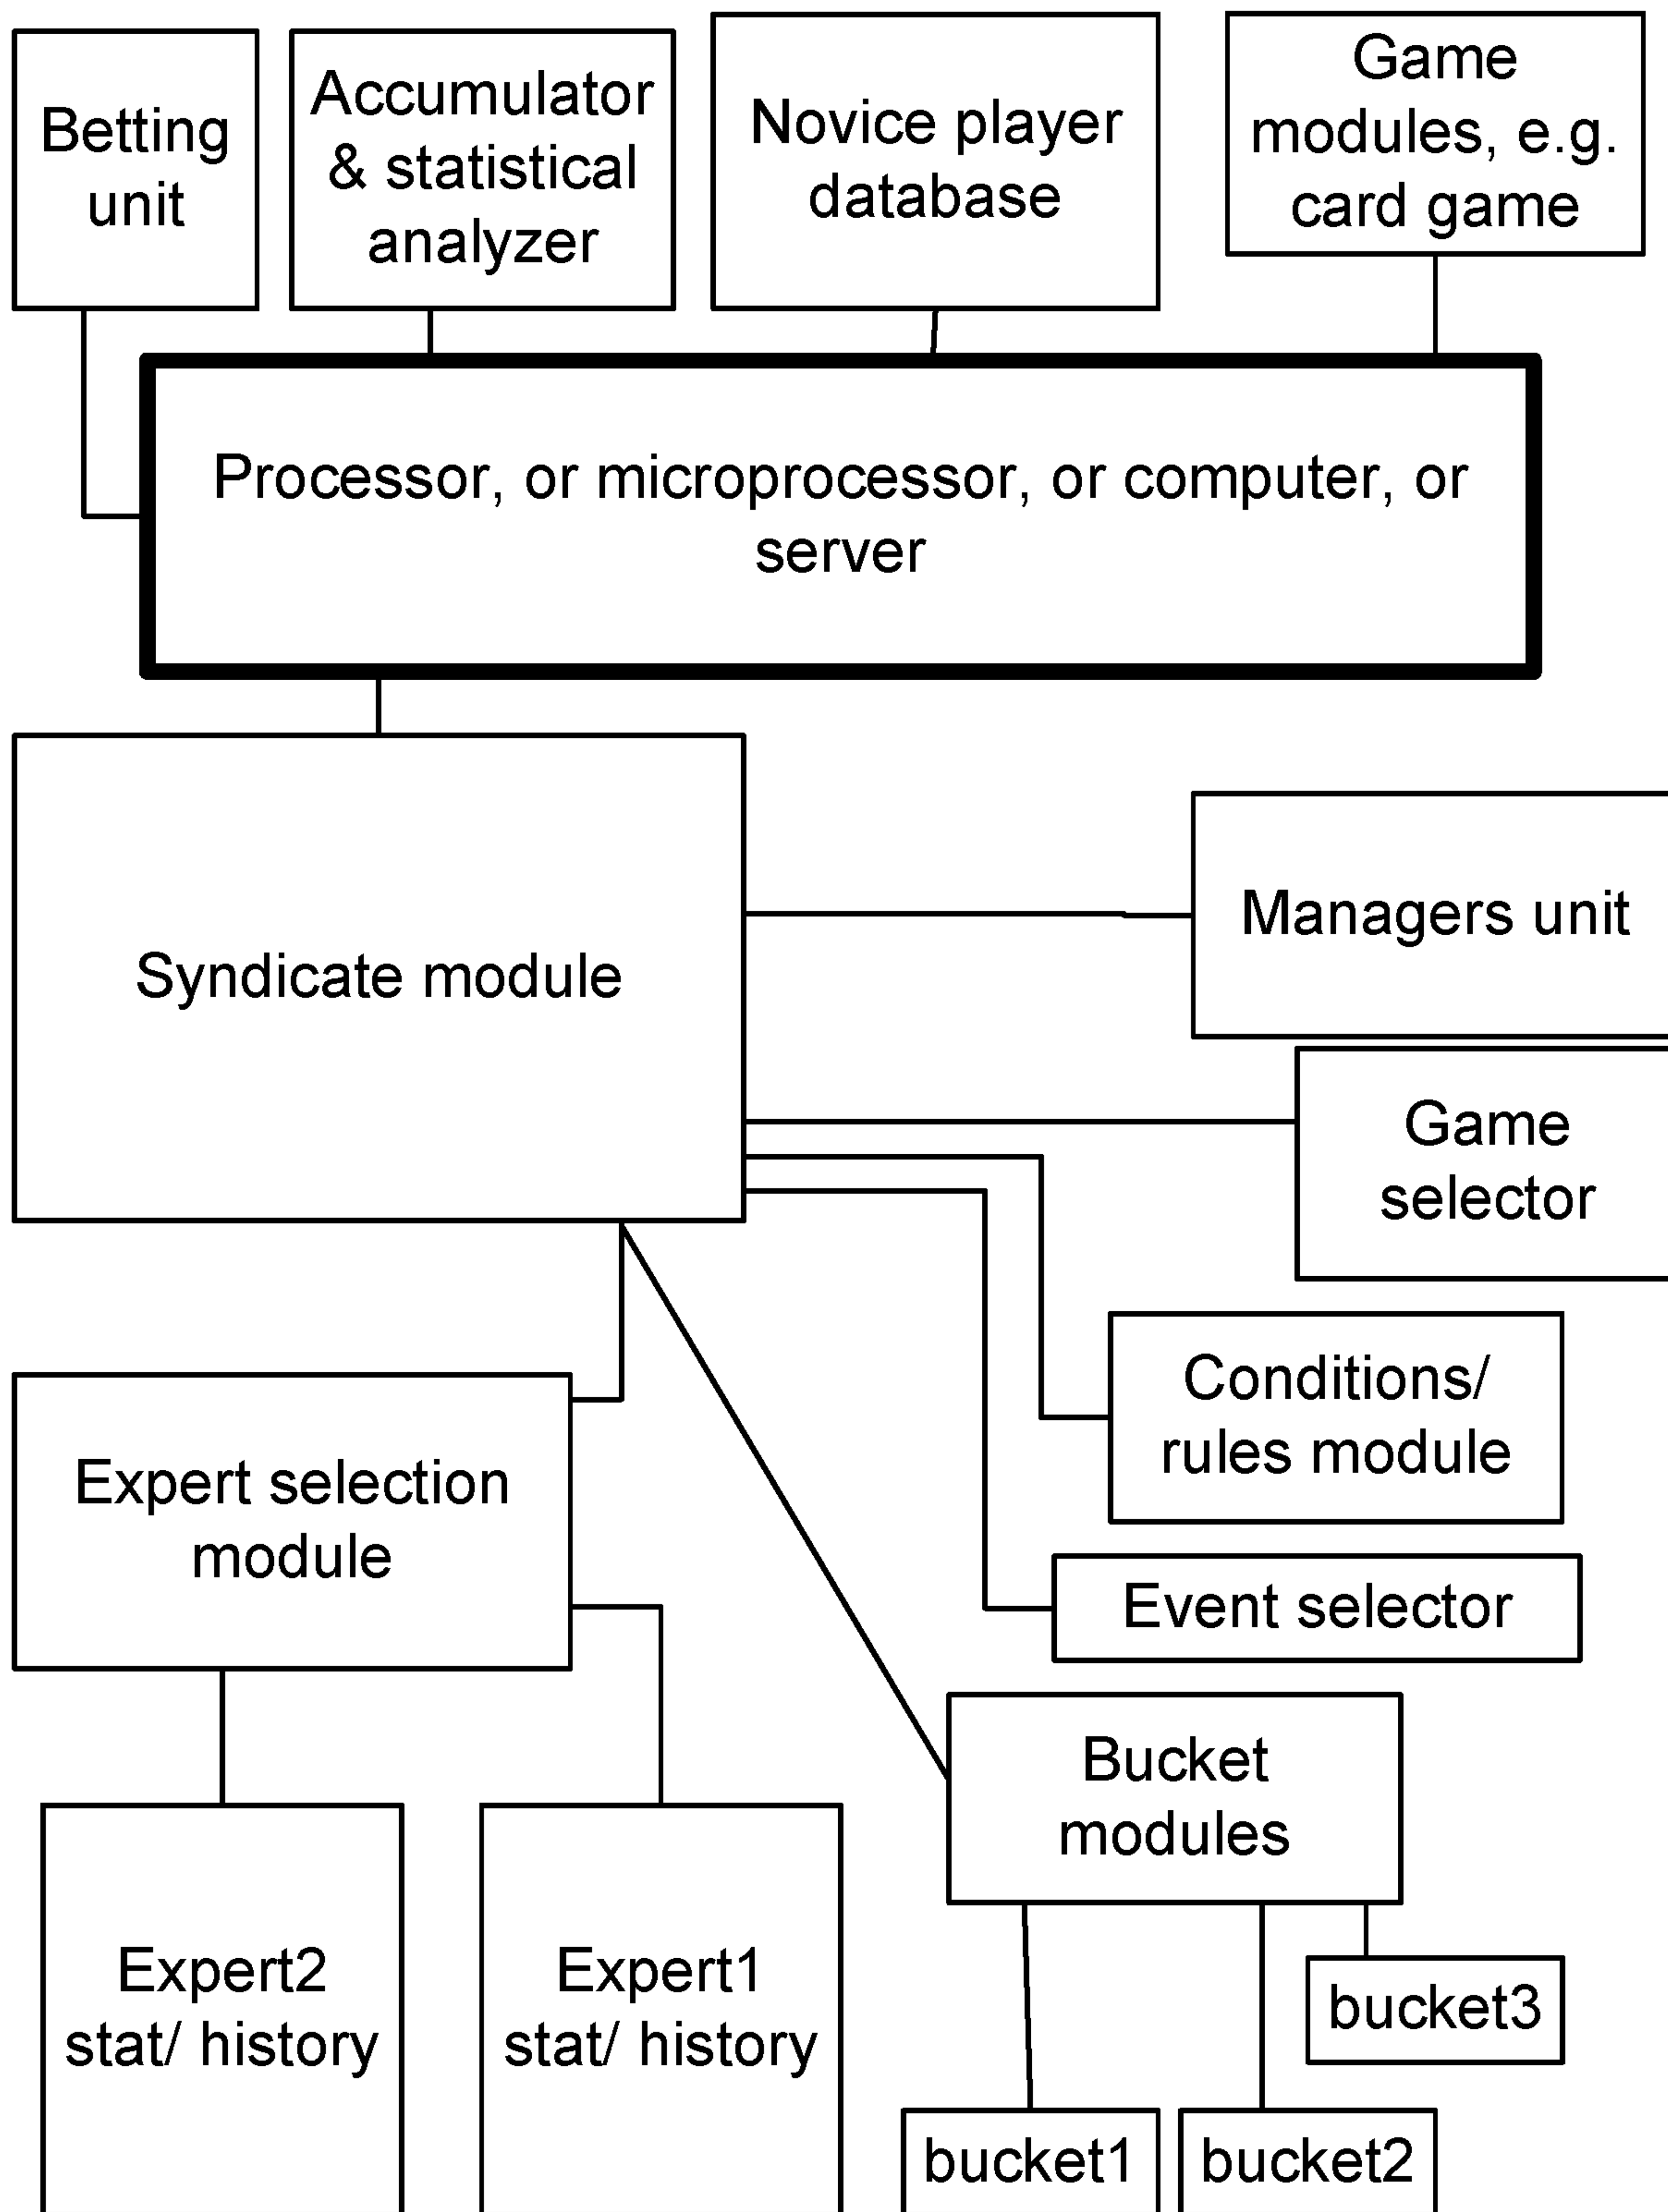 Betting
unit
Accumulator
& statistical
analyzer
Novice player
database
Game
modules, e.g.
card game
Processor, or microprocessor, or computer, or
server
Syndicate module
Managers unit
Game
selector
Conditions/
rules module
Expert selection
module
Event selector
Bucket
modules
Expert2
stat/ history
Expert1
stat/ history
bucket3
bucket1
bucket2